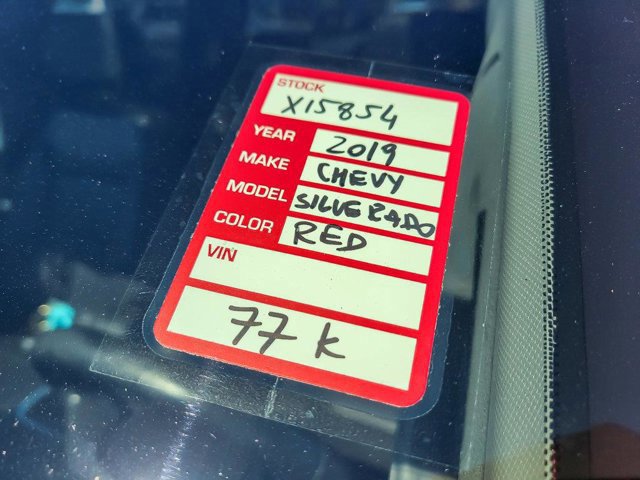 STOCK
X15854
YEAR 2019
MAKE CHEVY
MODEL SILVERADO
COLOR RED
VIN
77 K